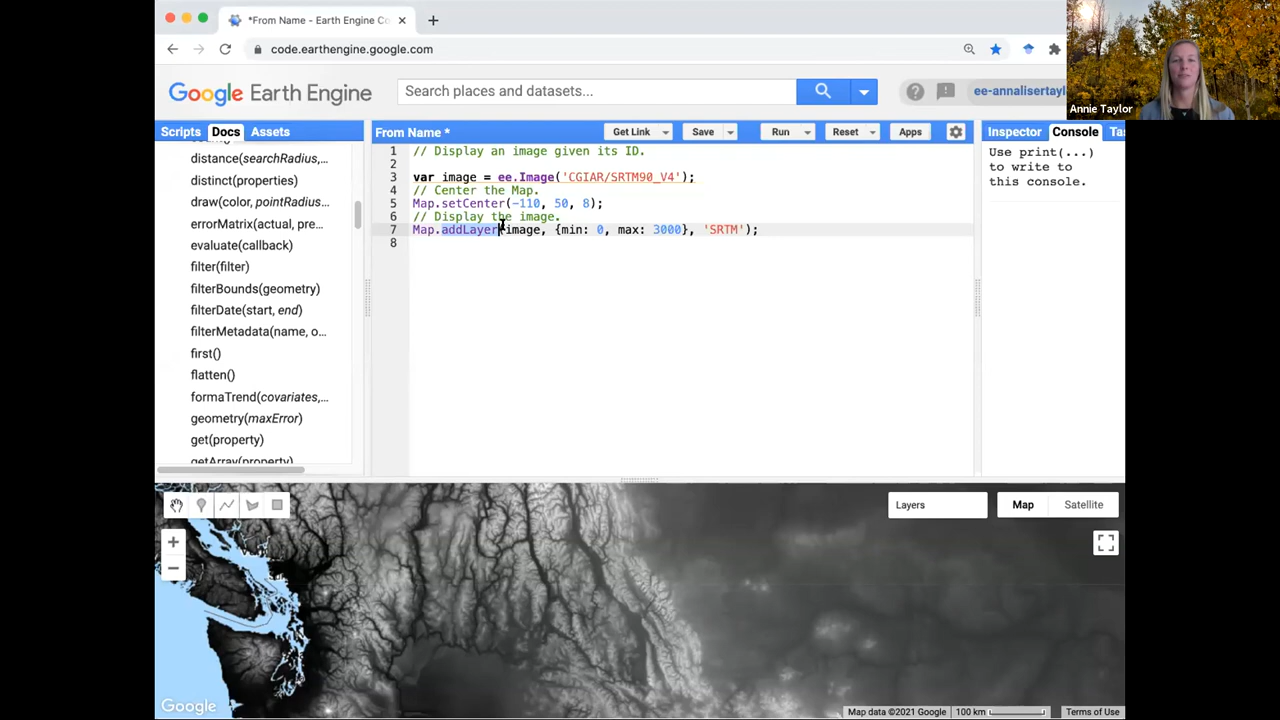 *From Name - Earth Engine Co
code.earthengine.google.com
Google Earth Engine
Search places and datasets...
ee-annalisertayl
Annie Taylor
Scripts Docs Assets
From Name *
Get Link Save Run Reset Apps
Inspector Console Ta
distance(searchRadius,...
distinct(properties)
draw(color, pointRadius...
errorMatrix(actual, pre...
evaluate(callback)
filter(filter)
filterBounds(geometry)
filterDate(start, end)
filterMetadata(name, o...
first()
flatten()
formaTrend(covariates,...
geometry(maxError)
get(property)
getArray(property)
1 // Display an image given its ID.
2
3 var image = ee.Image('CGIAR/SRTM90_V4');
4 // Center the Map.
5 Map.setCenter(-110, 50, 8);
6 // Display the image.
7 Map.addLayer(image, {min: 0, max: 3000}, 'SRTM');
8
Use print(...)
to write to
this console.
Layers
Map Satellite
Google
Map data ©2021 Google 100 km Terms of Use